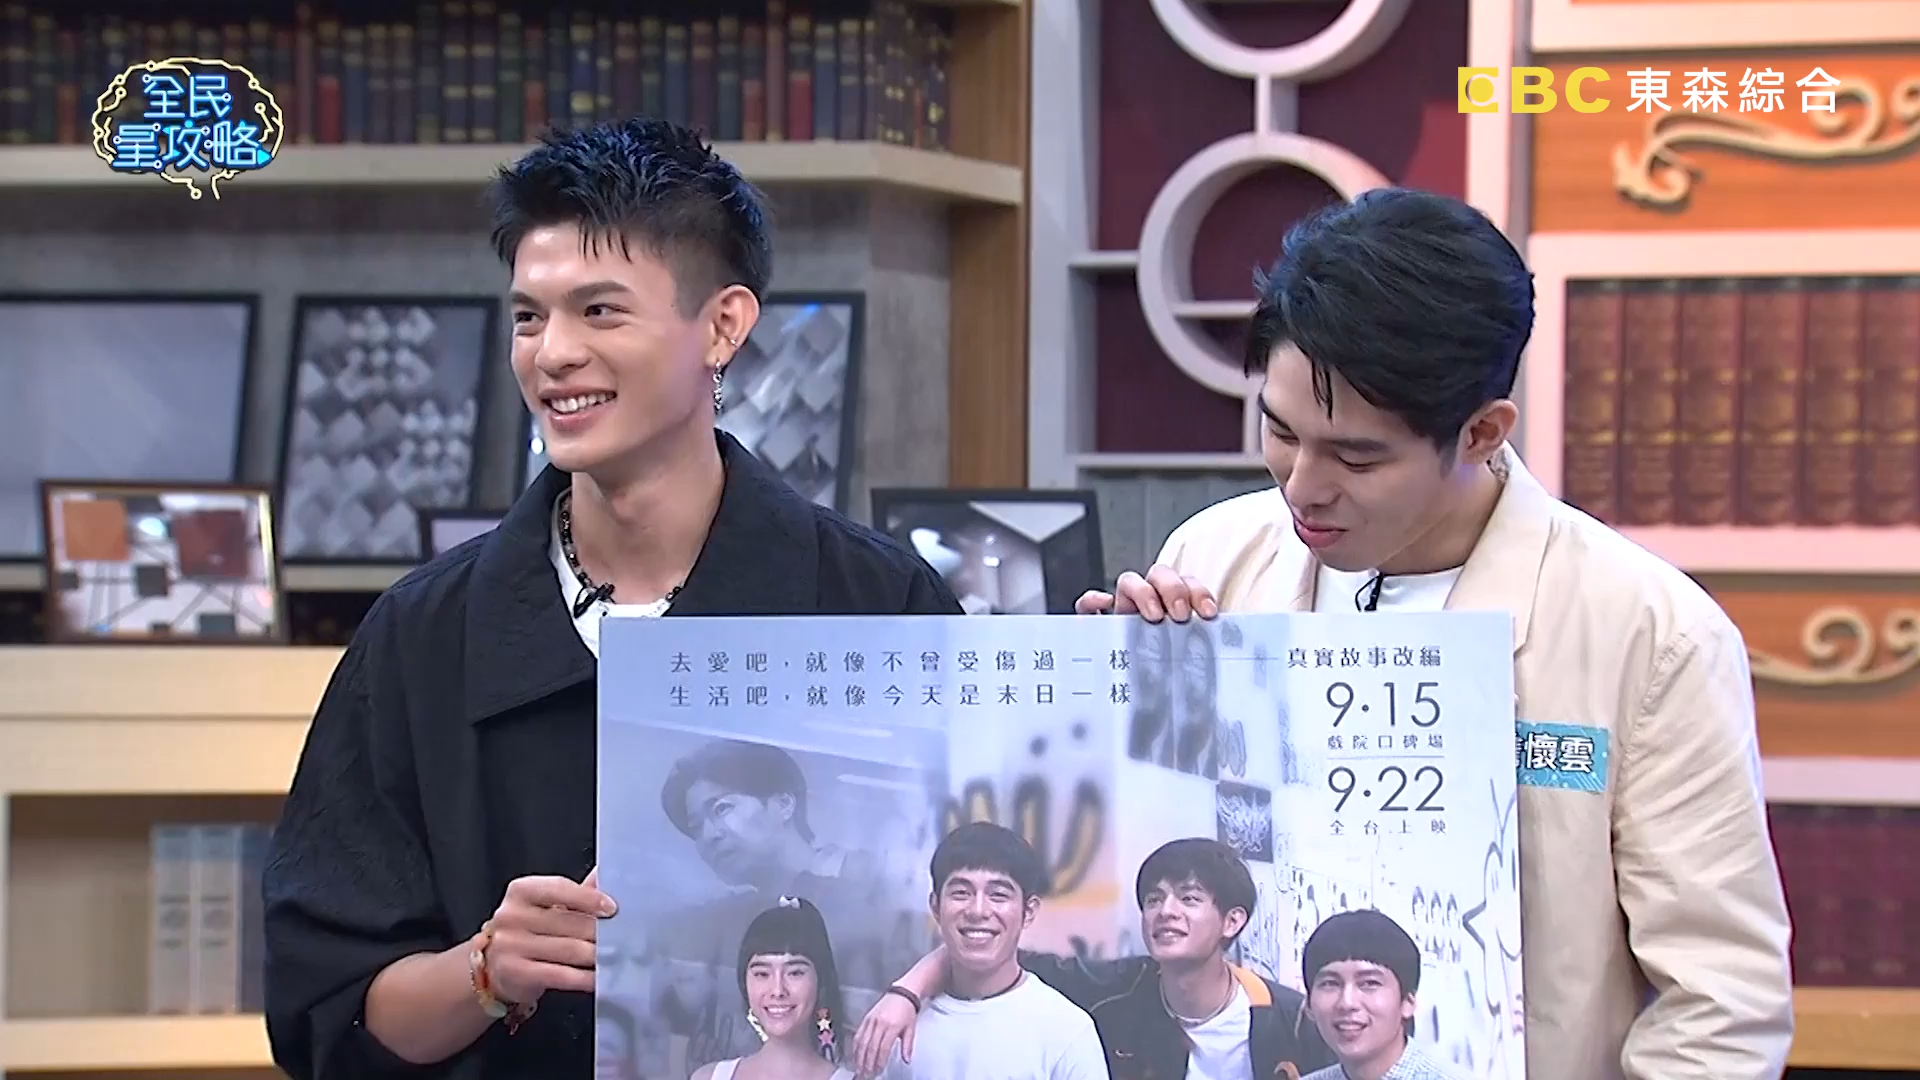 全民
星攻略
EBC 東森綜合
去愛吧，就像不曾受傷過一樣
生活吧，就像今天是末日一樣
真實故事改編
9.15
戲院口碑場
9.22
全台上映
懷雲